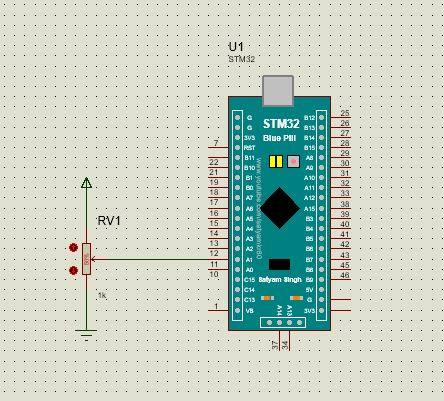 U1
STM32
STM32
Blue Pill
G B12 25
G B13 26
3V3 B14 27
7 RST B15 28
22 B11 A8 29
21 B10 A9 30
19 B1 A10 31
18 B0 A11 32
17 A7 A12 33
16 A6 A15 38
15 A5 B3 39
14 A4 B4 40
13 A3 B5 41
12 A2 B6 42
11 A1 B7 43
10 A0 B8 45
C15 B9 46
C14 5V
C13 G
1 VB 3V3
Satyam Singh
A14 A13
37 34
RV1
50%
1k